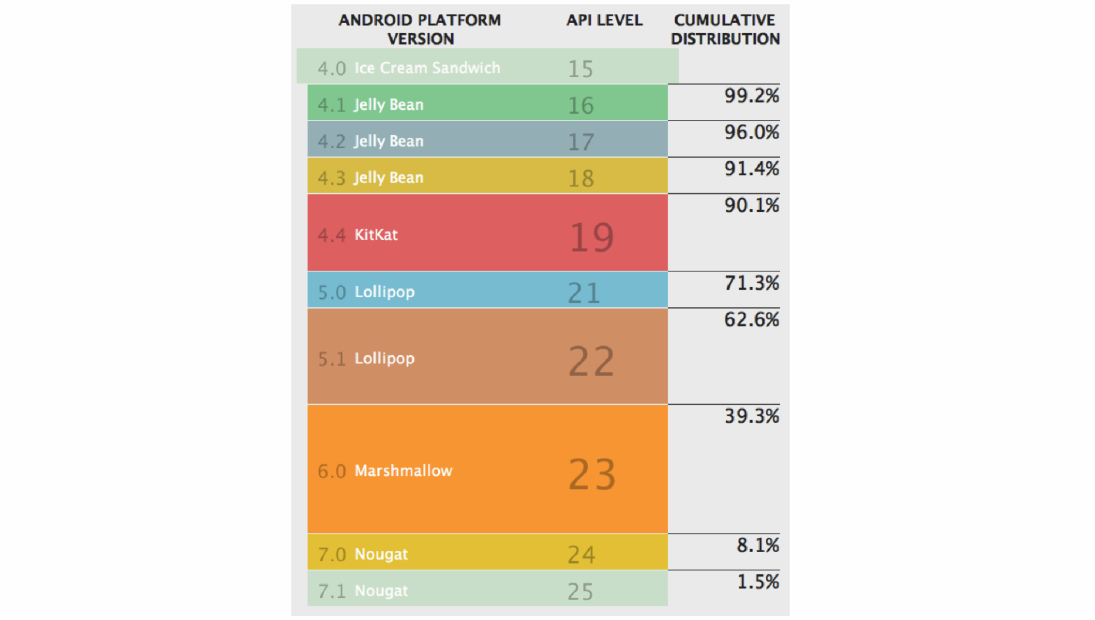 ANDROID PLATFORM VERSION API LEVEL CUMULATIVE DISTRIBUTION
4.0 Ice Cream Sandwich 15
99.2%
4.1 Jelly Bean 16
96.0%
4.2 Jelly Bean 17
91.4%
4.3 Jelly Bean 18
90.1%
4.4 KitKat 19
71.3%
5.0 Lollipop 21
62.6%
5.1 Lollipop 22
39.3%
6.0 Marshmallow 23
8.1%
7.0 Nougat 24
1.5%
7.1 Nougat 25